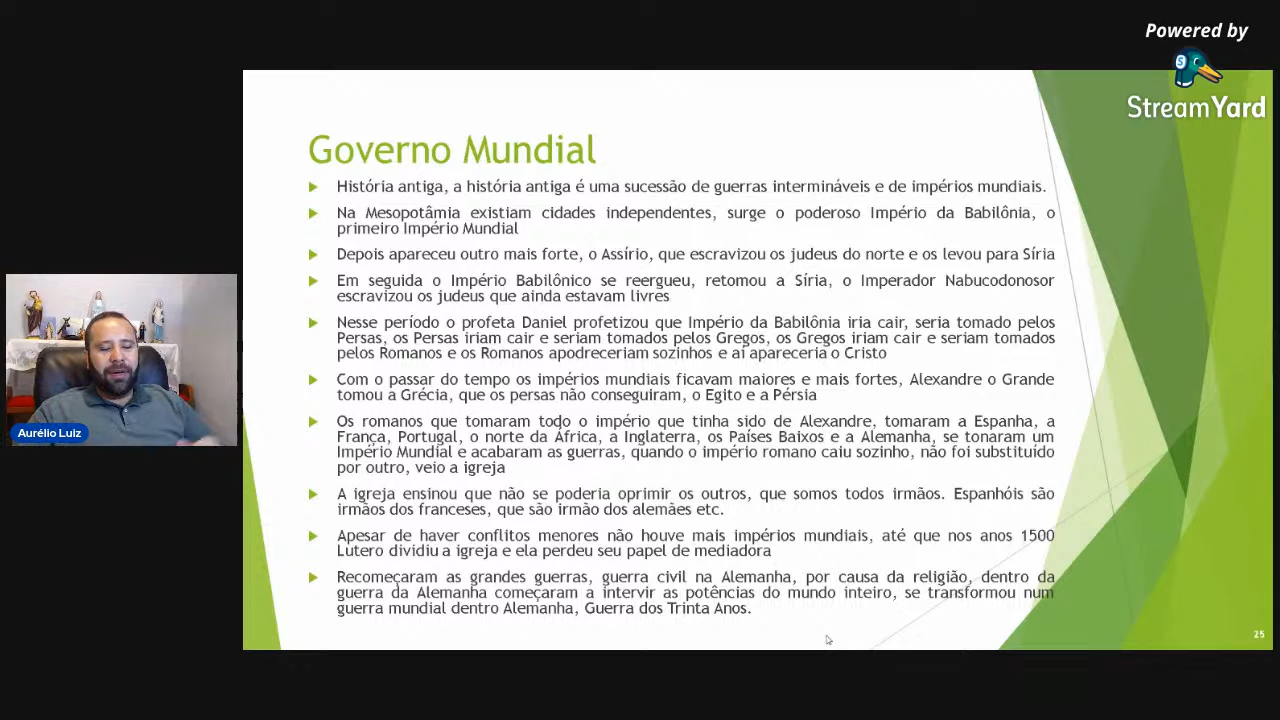 Powered by
StreamYard
Governo Mundial
História antiga, a história antiga é uma sucessão de guerras intermináveis e de impérios mundiais.
Na Mesopotâmia existiam cidades independentes, surge o poderoso Império da Babilônia, o
primeiro Império Mundial
Depois apareceu outro mais forte, o Assírio, que escravizou os judeus do norte e os levou para Síria
Em seguida o Império Babilônico se reergueu, retomou a Síria, o Imperador Nabucodonosor
escravizou os judeus que ainda estavam livres
Nesse período o profeta Daniel profetizou que Império da Babilônia iria cair, seria tomado pelos
Persas, os Persas iriam cair e seriam tomados pelos Gregos, os Gregos iriam cair e seriam tomados
pelos Romanos e os Romanos apodreceriam sozinhos e aí apareceria o Cristo
Com o passar do tempo os impérios mundiais ficavam maiores e mais fortes, Alexandre o Grande
tomou a Grécia, que os persas não conseguiram, o Egito e a Pérsia
Os romanos que tomaram todo o império que tinha sido de Alexandre, tomaram a Espanha, a
França, Portugal, o norte da África, a Inglaterra, os Países Baixos e a Alemanha, se tonaram um
Império Mundial e acabaram as guerras, quando o império romano caiu sozinho, não foi substituído
por outro, veio a igreja
A igreja ensinou que não se poderia oprimir os outros, que somos todos irmãos. Espanhóis são
irmãos dos franceses, que são irmão dos alemães etc.
Apesar de haver conflitos menores não houve mais impérios mundiais, até que nos anos 1500
Lutero dividiu a igreja e ela perdeu seu papel de mediadora
Recomeçaram as grandes guerras, guerra civil na Alemanha, por causa da religião, dentro da
guerra da Alemanha começaram a intervir as potências do mundo inteiro, se transformou num
guerra mundial dentro Alemanha, Guerra dos Trinta Anos.
25
Aurélio Luiz